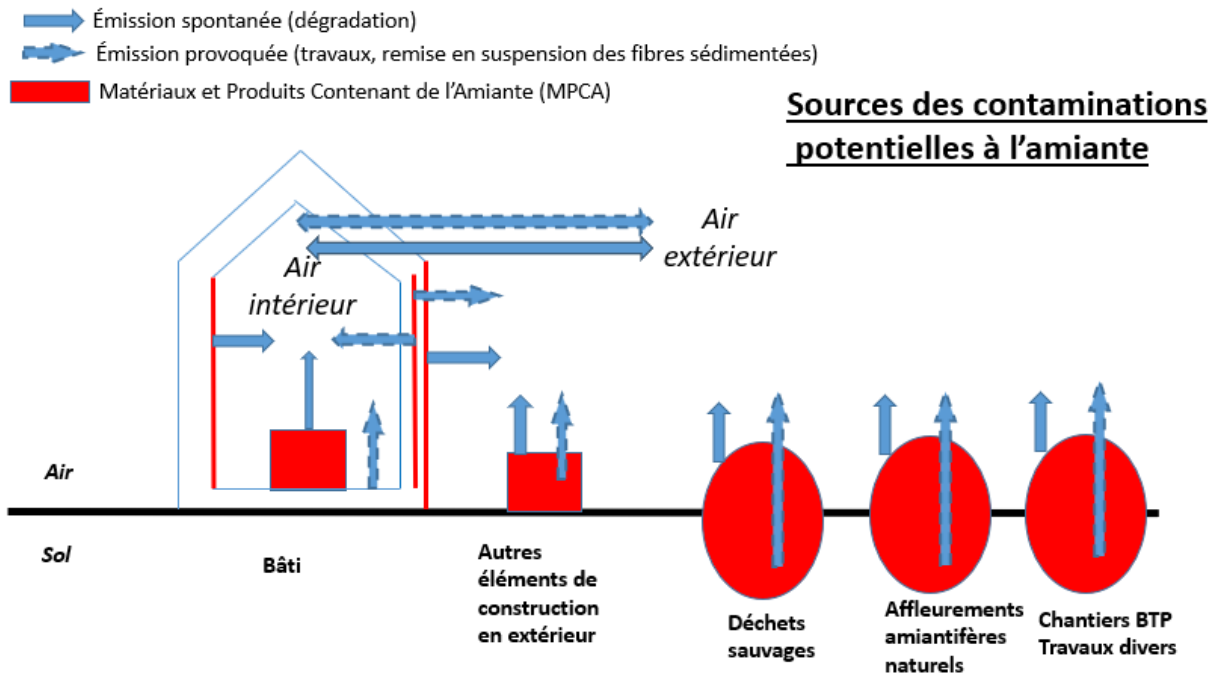 Émission spontanée (dégradation)
Émission provoquée (travaux, remise en suspension des fibres sédimentées)
Matériaux et Produits Contenant de l'Amiante (MPCA)
Sources des contaminations
potentielles à l'amiante
Air
extérieur
Air
intérieur
Air
Sol
Bâti
Autres
éléments de
construction
en extérieur
Déchets
sauvages
Affleurements
amiantifères
naturels
Chantiers BTP
Travaux divers